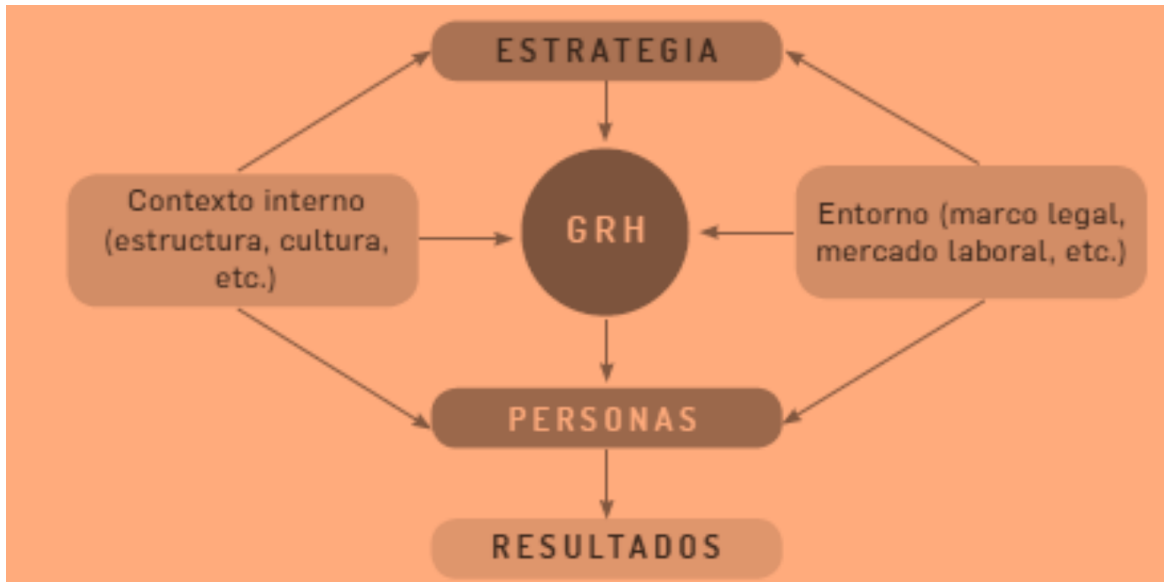 ESTRATEGIA
Contexto interno
(estructura, cultura,
etc.)
GRH
Entorno (marco legal,
mercado laboral, etc.)
PERSONAS
RESULTADOS